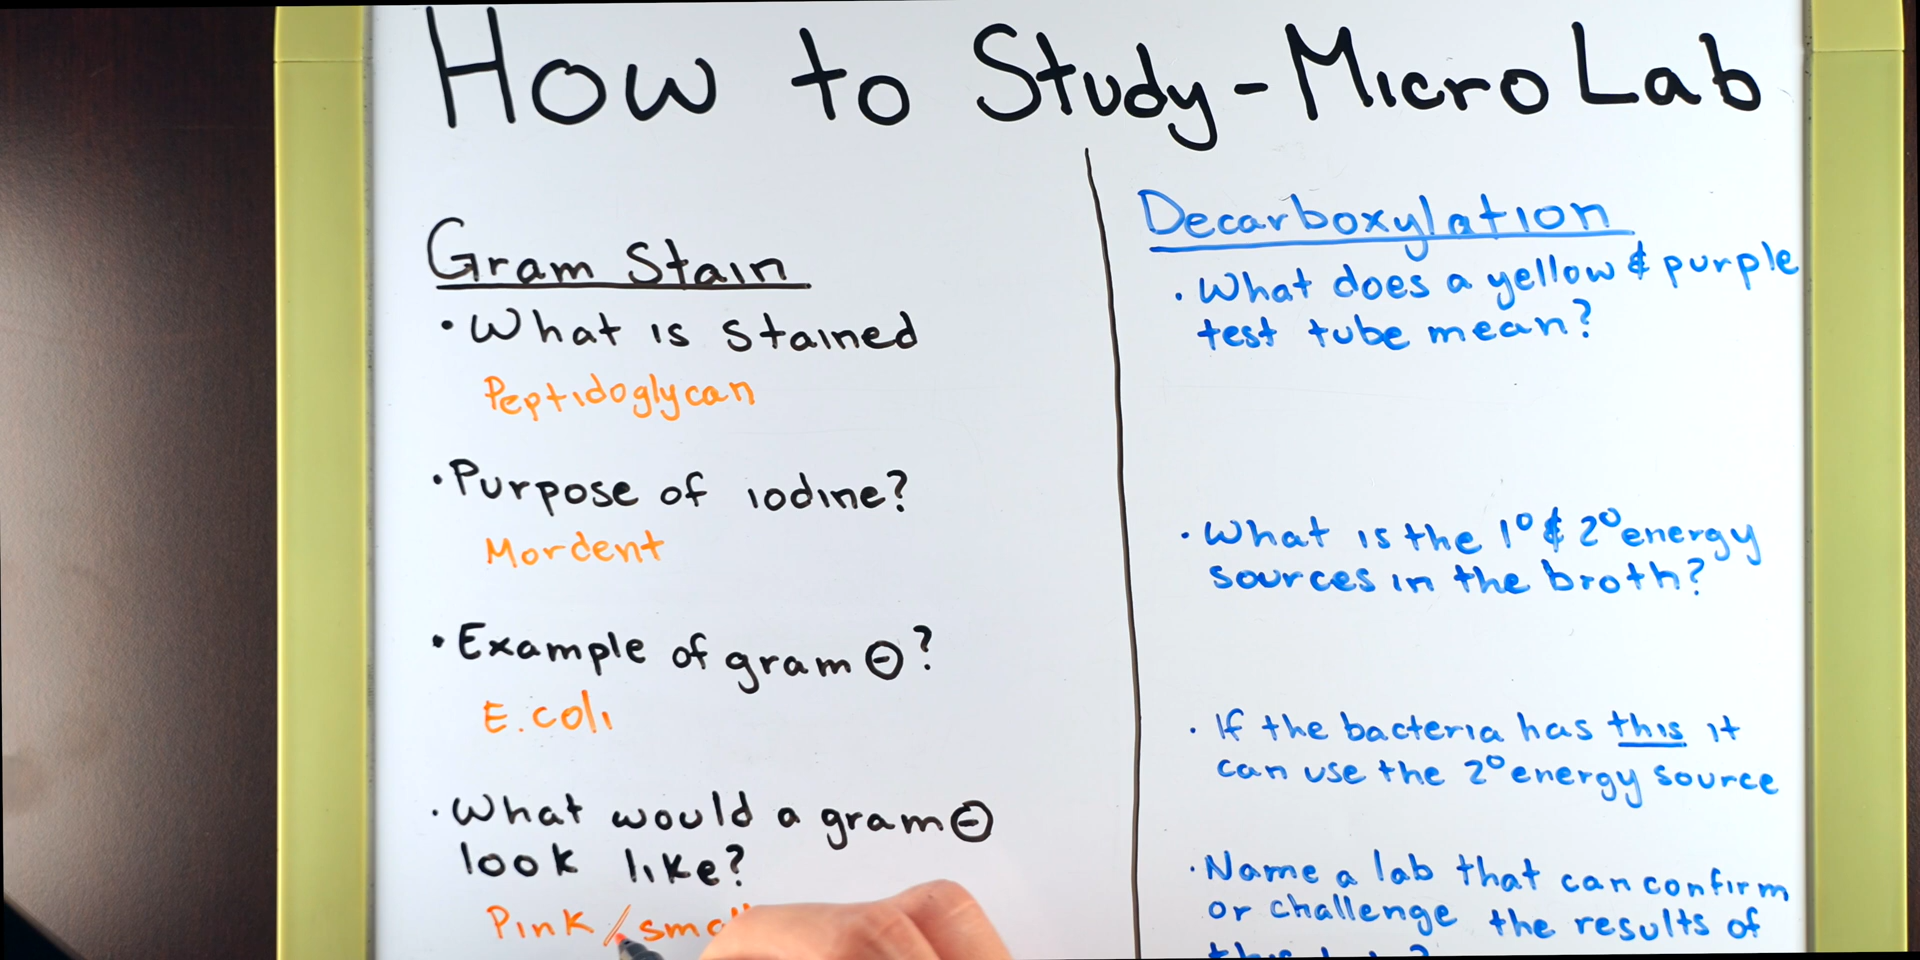 How to Study - Micro Lab
Gram Stain
• What is stained
Peptidoglycan
• Purpose of iodine?
Mordent
• Example of gram ⊖?
E.coli
• What would a gram ⊖
look like?
Pink /
Decarboxylation
• What does a yellow & purple
test tube mean?
• What is the 1° & 2° energy
sources in the broth?
• If the bacteria has this it
can use the 2° energy source
• Name a lab that can confirm
or challenge the results of